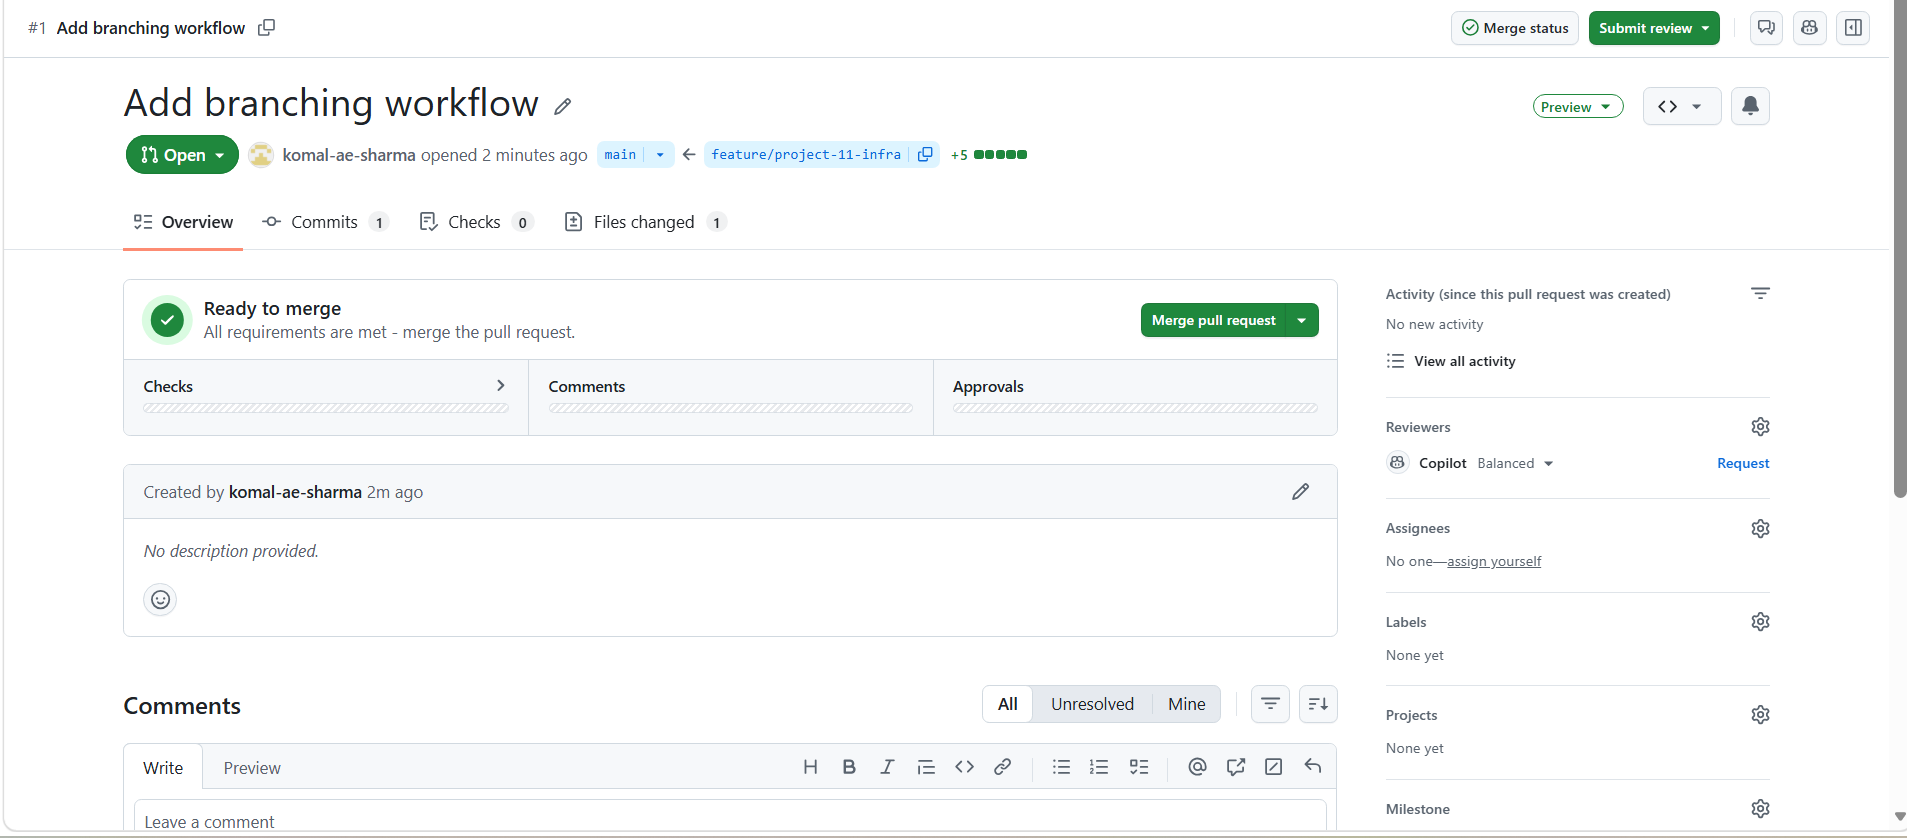 #1 Add branching workflow
Merge status
Submit review
Add branching workflow
Preview
Open
komal-ae-sharma opened 2 minutes ago
main
feature/project-11-infra
+5
Overview
Commits 1
Checks 0
Files changed 1
Ready to merge
All requirements are met - merge the pull request.
Merge pull request
Checks
Comments
Approvals
Created by komal-ae-sharma 2m ago
No description provided.
Comments
All
Unresolved
Mine
Write
Preview
Leave a comment
Activity (since this pull request was created)
No new activity
View all activity
Reviewers
Copilot Balanced
Request
Assignees
No one—assign yourself
Labels
None yet
Projects
None yet
Milestone